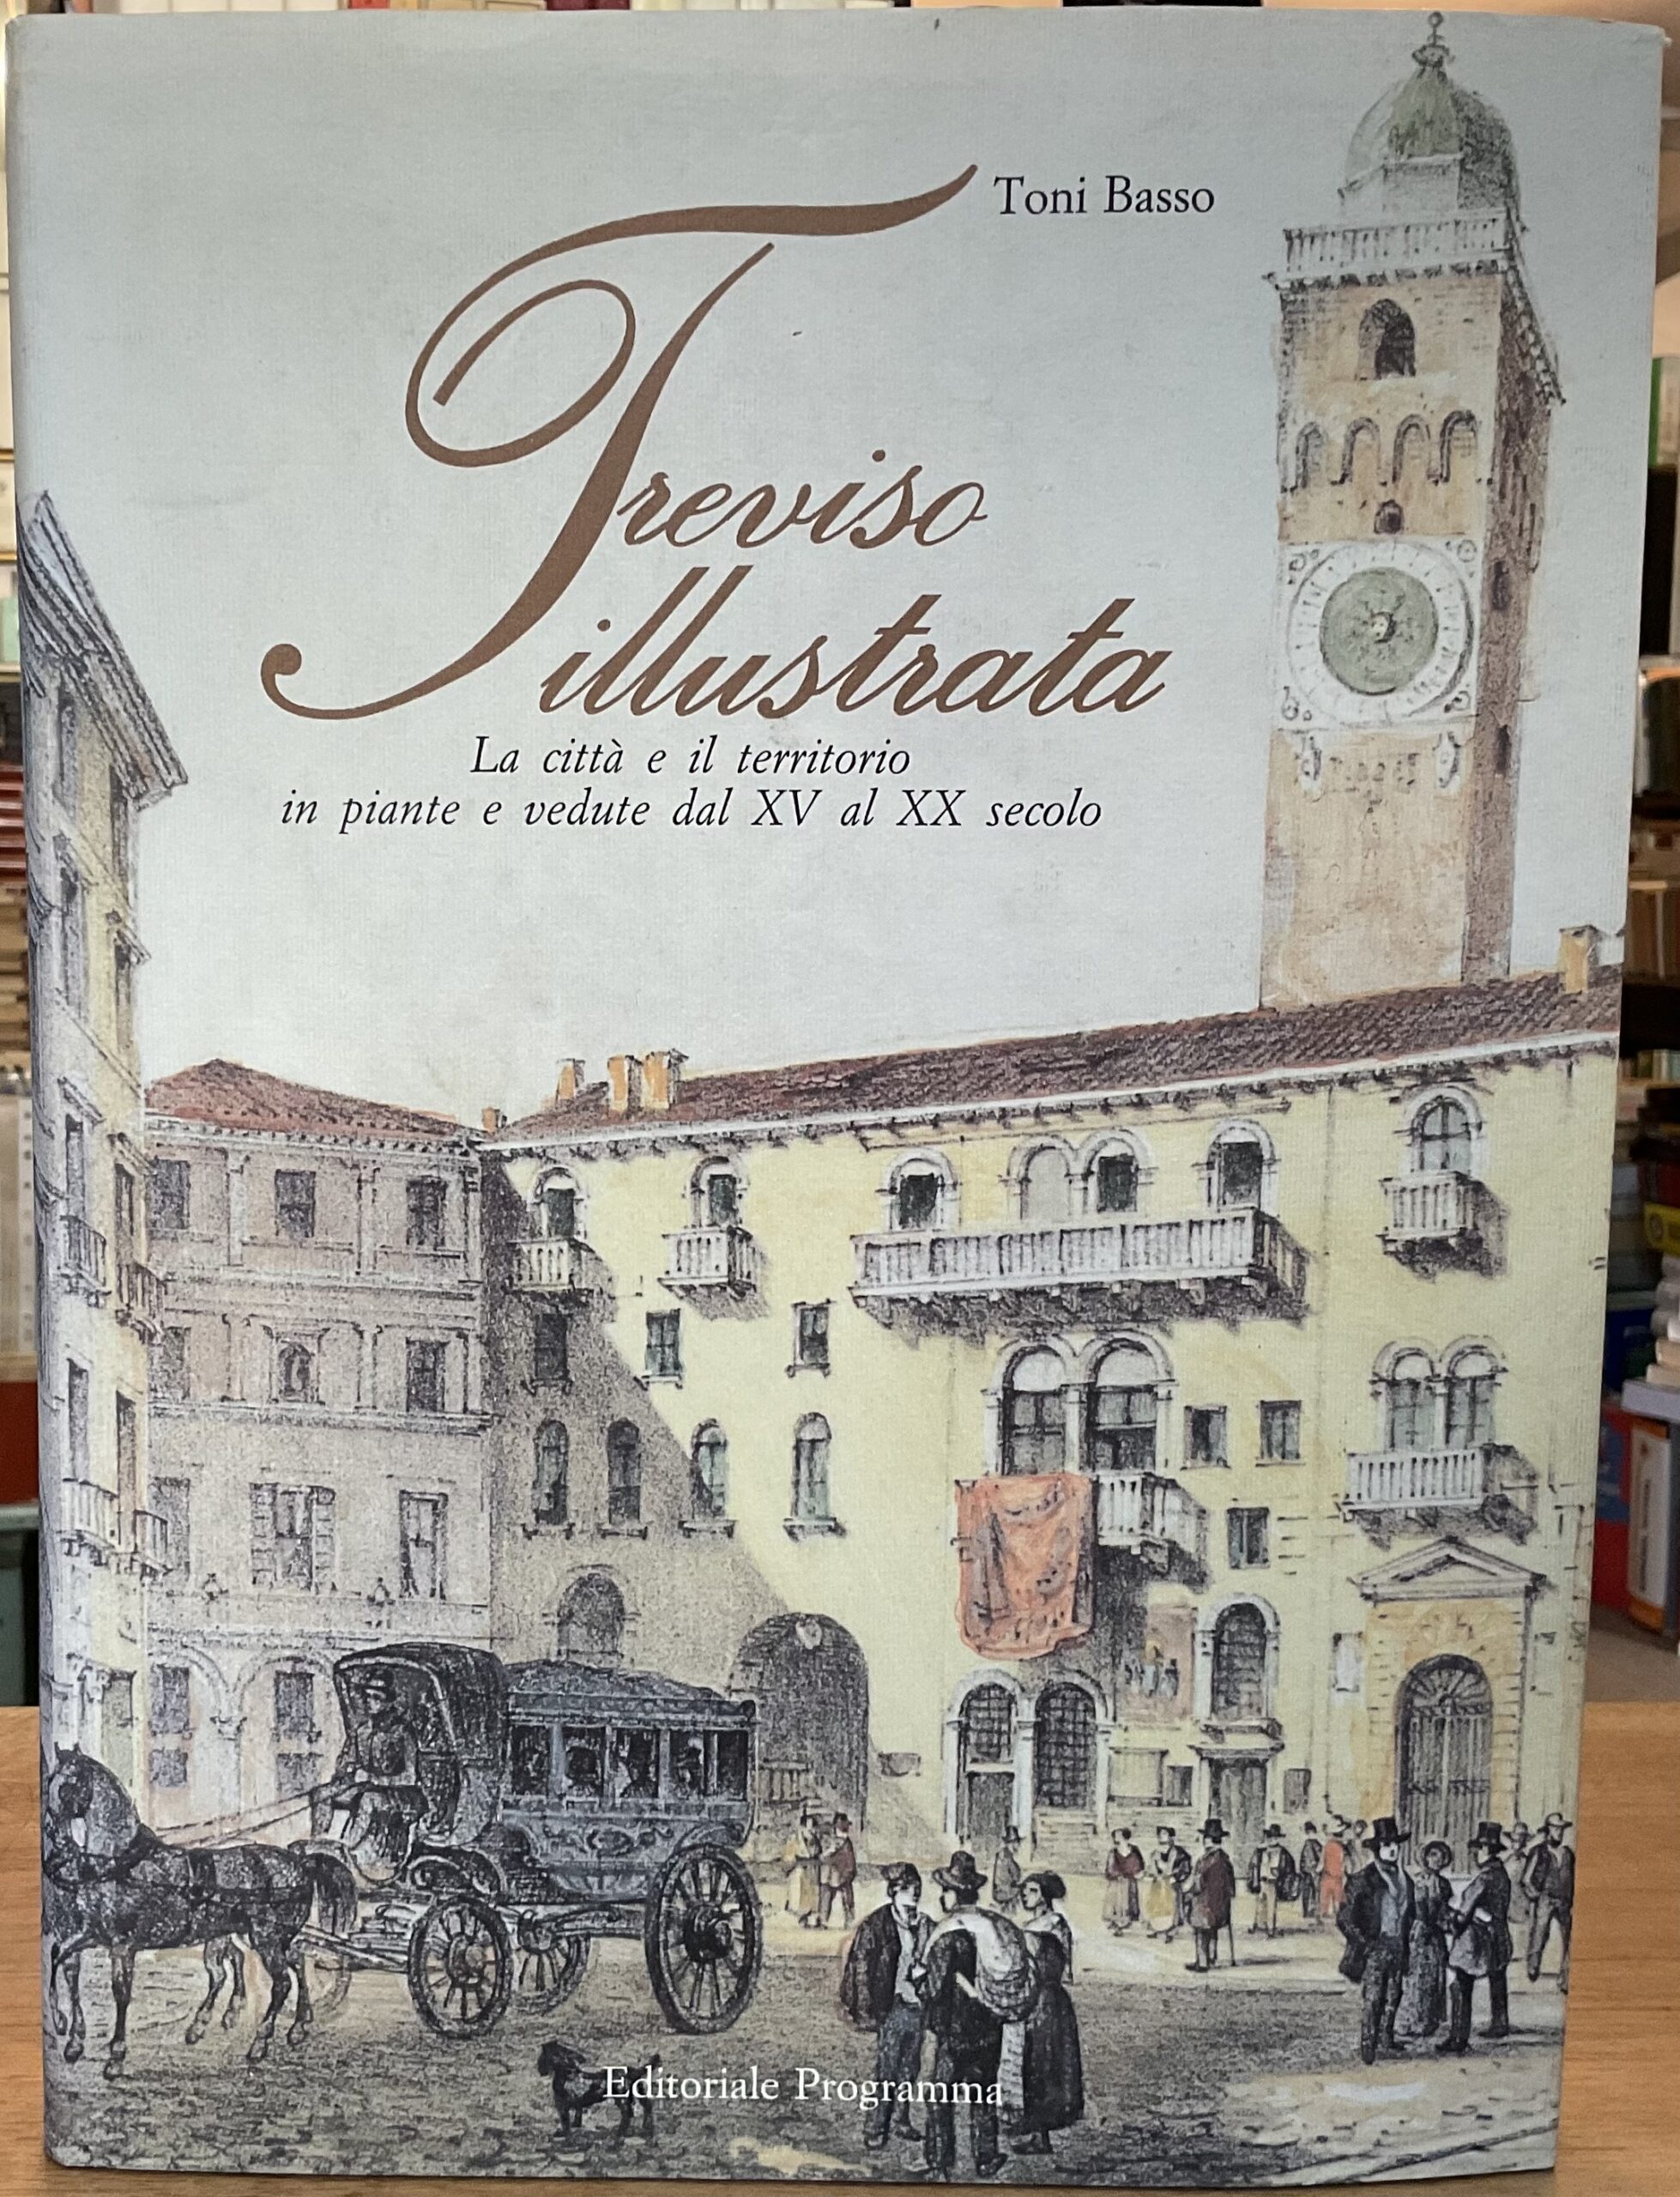 Toni Basso
Treviso
illustrata
La città e il territorio
in piante e vedute dal XV al XX secolo
Editoriale Programma